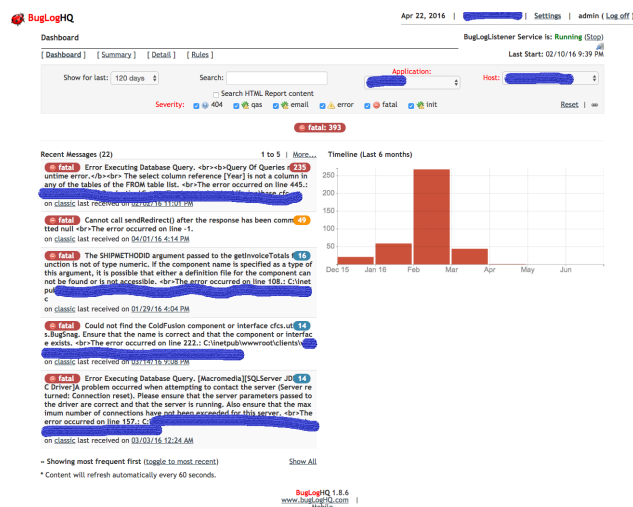 BugLogHQ
Apr 22, 2016 | | Settings | admin ( Log off )
Dashboard
BugLogListener Service is: Running (Stop)
[ Dashboard ] [ Summary ] [ Detail ] [ Rules ]
Last Start: 02/10/16 9:39 PM
Show for last: 120 days Search: Application: Host:
Search HTML Report content
Severity: 404 qas email error fatal init
Reset |
fatal: 393
Recent Messages (22) 1 to 5 | More...
fatal Error Executing Database Query. <br><b>Query Of Queries r 235
untime error.</b><br> The select column reference [Year] is not a column in
any of the tables of the FROM table list. <br>The error occurred on line 445.:
on classic last received on 02/02/16 11:01 PM
fatal Cannot call sendRedirect() after the response has been comm 49
tted null <br>The error occurred on line -1.
on classic last received on 04/01/16 4:14 PM
fatal The SHIPMETHODID argument passed to the getInvoiceTotals 16
unction is not of type numeric. If the component name is specified as a type of
this argument, it is possible that either a definition file for the component can
not be found or is not accessible. <br>The error occurred on line 108.: C:\inet
pu
c
on classic last received on 01/29/16 4:04 PM
fatal Could not find the ColdFusion component or interface cfcs.ut 14
s.BugSnag. Ensure that the name is correct and that the component or interfac
e exists. <br>The error occurred on line 222.: C:\inetpub\wwwroot\clients\
on classic last received on 03/14/16 9:08 PM
fatal Error Executing Database Query. [Macromedia][SQLServer JD 14
C Driver]A problem occurred when attempting to contact the server (Server re
turned: Connection reset). Please ensure that the server parameters passed to
the driver are correct and that the server is running. Also ensure that the max
imum number of connections have not been exceeded for this server. <br>The
error occurred on line 157.: C:
on classic last received on 03/03/16 12:24 AM
» Showing most frequent first (toggle to most recent) Show All
* Content will refresh automatically every 60 seconds.
Timeline (Last 6 months)
250
200
150
100
50
Dec 15 Jan 16 Feb Mar Apr May Jun
BugLogHQ 1.8.6
www.bugLogHQ.com |
Mobile